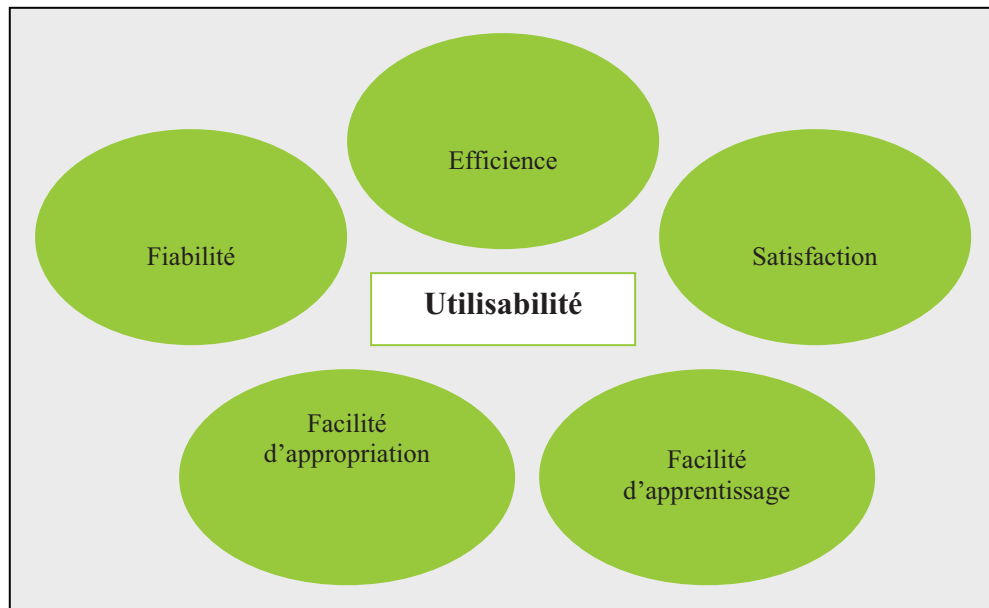 Efficience
Fiabilité
Satisfaction
Utilisabilité
Facilité
d’appropriation
Facilité
d’apprentissage